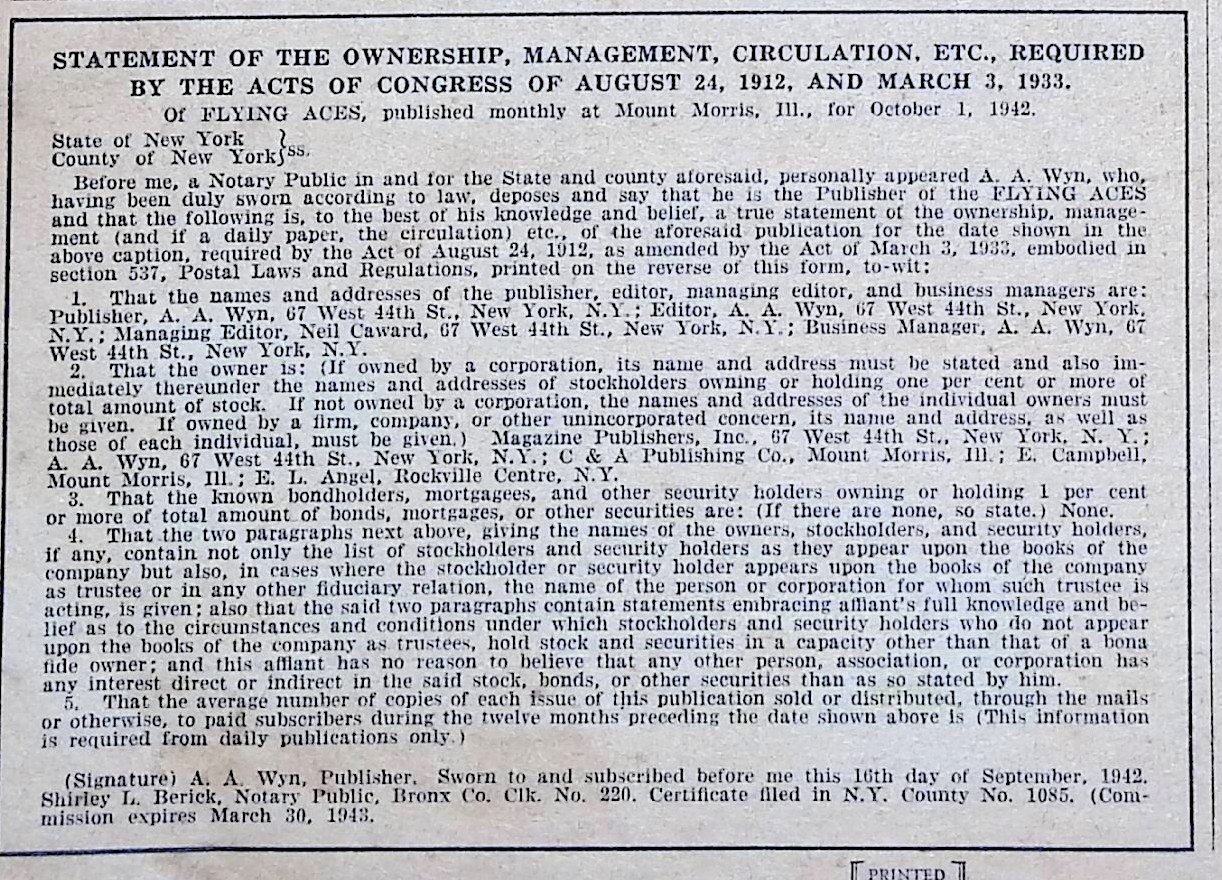 STATEMENT OF THE OWNERSHIP, MANAGEMENT, CIRCULATION, ETC., REQUIRED
BY THE ACTS OF CONGRESS OF AUGUST 24, 1912, AND MARCH 3, 1933.
Of FLYING ACES, published monthly at Mount Morris, Ill., for October 1, 1942.
State of New York
County of New York}ss.
Before me, a Notary Public in and for the State and county aforesaid, personally appeared A. A. Wyn, who,
having been duly sworn according to law, deposes and say that he is the Publisher of the FLYING ACES
and that the following is, to the best of his knowledge and belief, a true statement of the ownership, manage-
ment (and if a daily paper, the circulation) etc., of the aforesaid publication for the date shown in the
above caption, required by the Act of August 24, 1912, as amended by the Act of March 3, 1933, embodied in
section 537, Postal Laws and Regulations, printed on the reverse of this form, to-wit:
1. That the names and addresses of the publisher, editor, managing editor, and business managers are:
Publisher, A. A. Wyn, 67 West 44th St., New York, N.Y.; Editor, A. A. Wyn, 67 West 44th St., New York,
N.Y.; Managing Editor, Neil Caward, 67 West 44th St., New York, N.Y.; Business Manager, A. A. Wyn, 67
West 44th St., New York, N.Y.
2. That the owner is: (If owned by a corporation, its name and address must be stated and also im-
mediately thereunder the names and addresses of stockholders owning or holding one per cent or more of
total amount of stock. If not owned by a corporation, the names and addresses of the individual owners must
be given. If owned by a firm, company, or other unincorporated concern, its name and address, as well as
those of each individual, must be given.) Magazine Publishers, Inc., 67 West 44th St., New York, N. Y.;
A. A. Wyn, 67 West 44th St., New York, N.Y.; C & A Publishing Co., Mount Morris, Ill.; E. Campbell,
Mount Morris, Ill.; E. L. Angel, Rockville Centre, N.Y.
3. That the known bondholders, mortgagees, and other security holders owning or holding 1 per cent
or more of total amount of bonds, mortgages, or other securities are: (If there are none, so state.) None.
4. That the two paragraphs next above, giving the names of the owners, stockholders, and security holders,
if any, contain not only the list of stockholders and security holders as they appear upon the books of the
company but also, in cases where the stockholder or security holder appears upon the books of the company
as trustee or in any other fiduciary relation, the name of the person or corporation for whom such trustee is
acting, is given; also that the said two paragraphs contain statements embracing affiant's full knowledge and be-
lief as to the circumstances and conditions under which stockholders and security holders who do not appear
upon the books of the company as trustees, hold stock and securities in a capacity other than that of a bona
fide owner; and this affiant has no reason to believe that any other person, association, or corporation has
any interest direct or indirect in the said stock, bonds, or other securities than as so stated by him.
5. That the average number of copies of each issue of this publication sold or distributed, through the mails
or otherwise, to paid subscribers during the twelve months preceding the date shown above is (This information
is required from daily publications only.)
(Signature) A. A. Wyn, Publisher. Sworn to and subscribed before me this 16th day of September, 1942.
Shirley L. Berick, Notary Public, Bronx Co. Clk. No. 220. Certificate filed in N.Y. County No. 1085. (Com-
mission expires March 30, 1943.
[PRINTED]